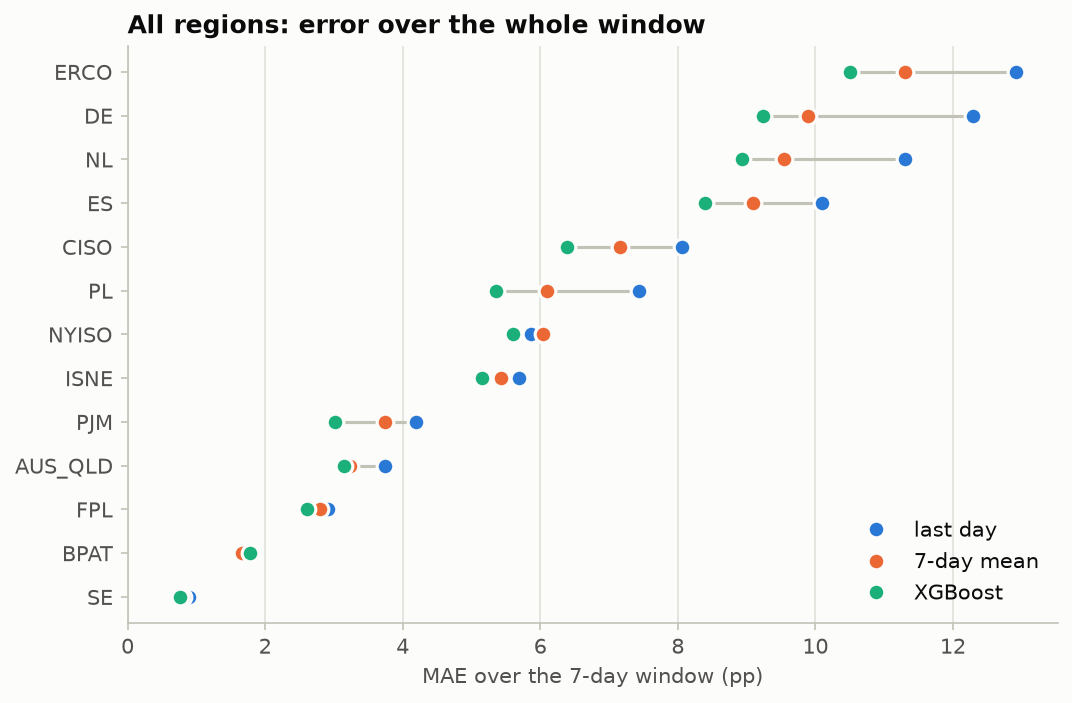 All regions: error over the whole window
ERCO
DE
NL
ES
CISO
PL
NYISO
ISNE
PJM
AUS_QLD
FPL
BPAT
SE
last day
7-day mean
XGBoost
0 2 4 6 8 10 12
MAE over the 7-day window (pp)